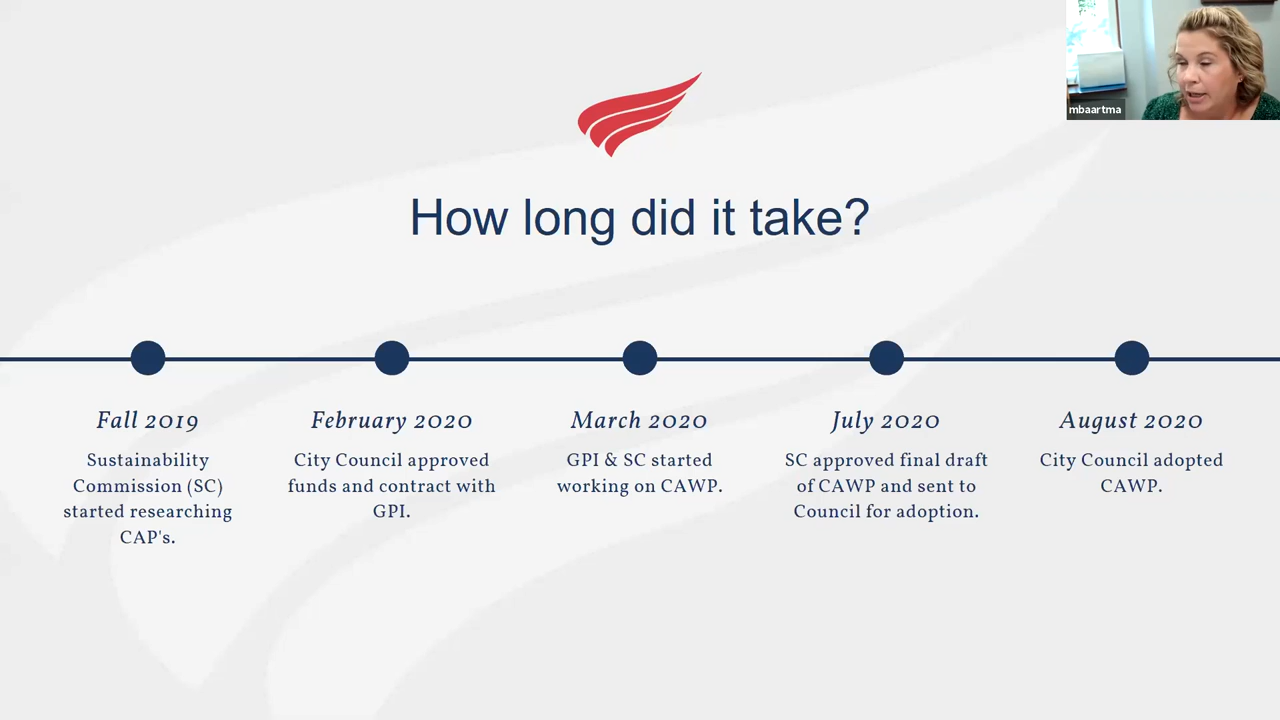 mbaartma
How long did it take?
Fall 2019
Sustainability
Commission (SC)
started researching
CAP's.
February 2020
City Council approved
funds and contract with
GPI.
March 2020
GPI & SC started
working on CAWP.
July 2020
SC approved final draft
of CAWP and sent to
Council for adoption.
August 2020
City Council adopted
CAWP.